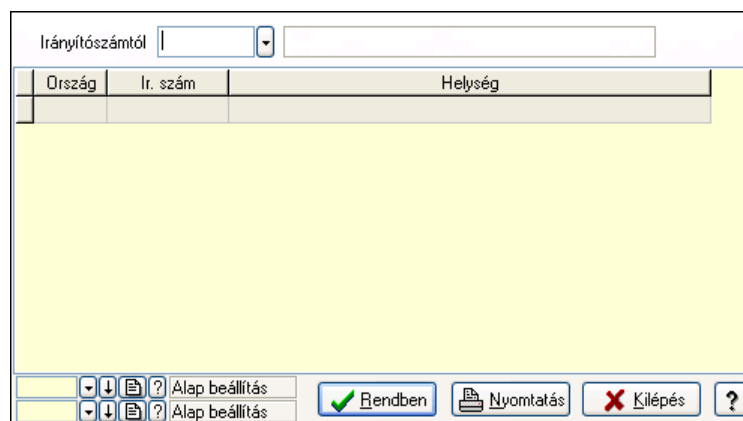 Irányítószámtól
Ország Ir. szám Helység
? Alap beállítás
? Alap beállítás
Rendben Nyomtatás Kilépés ?